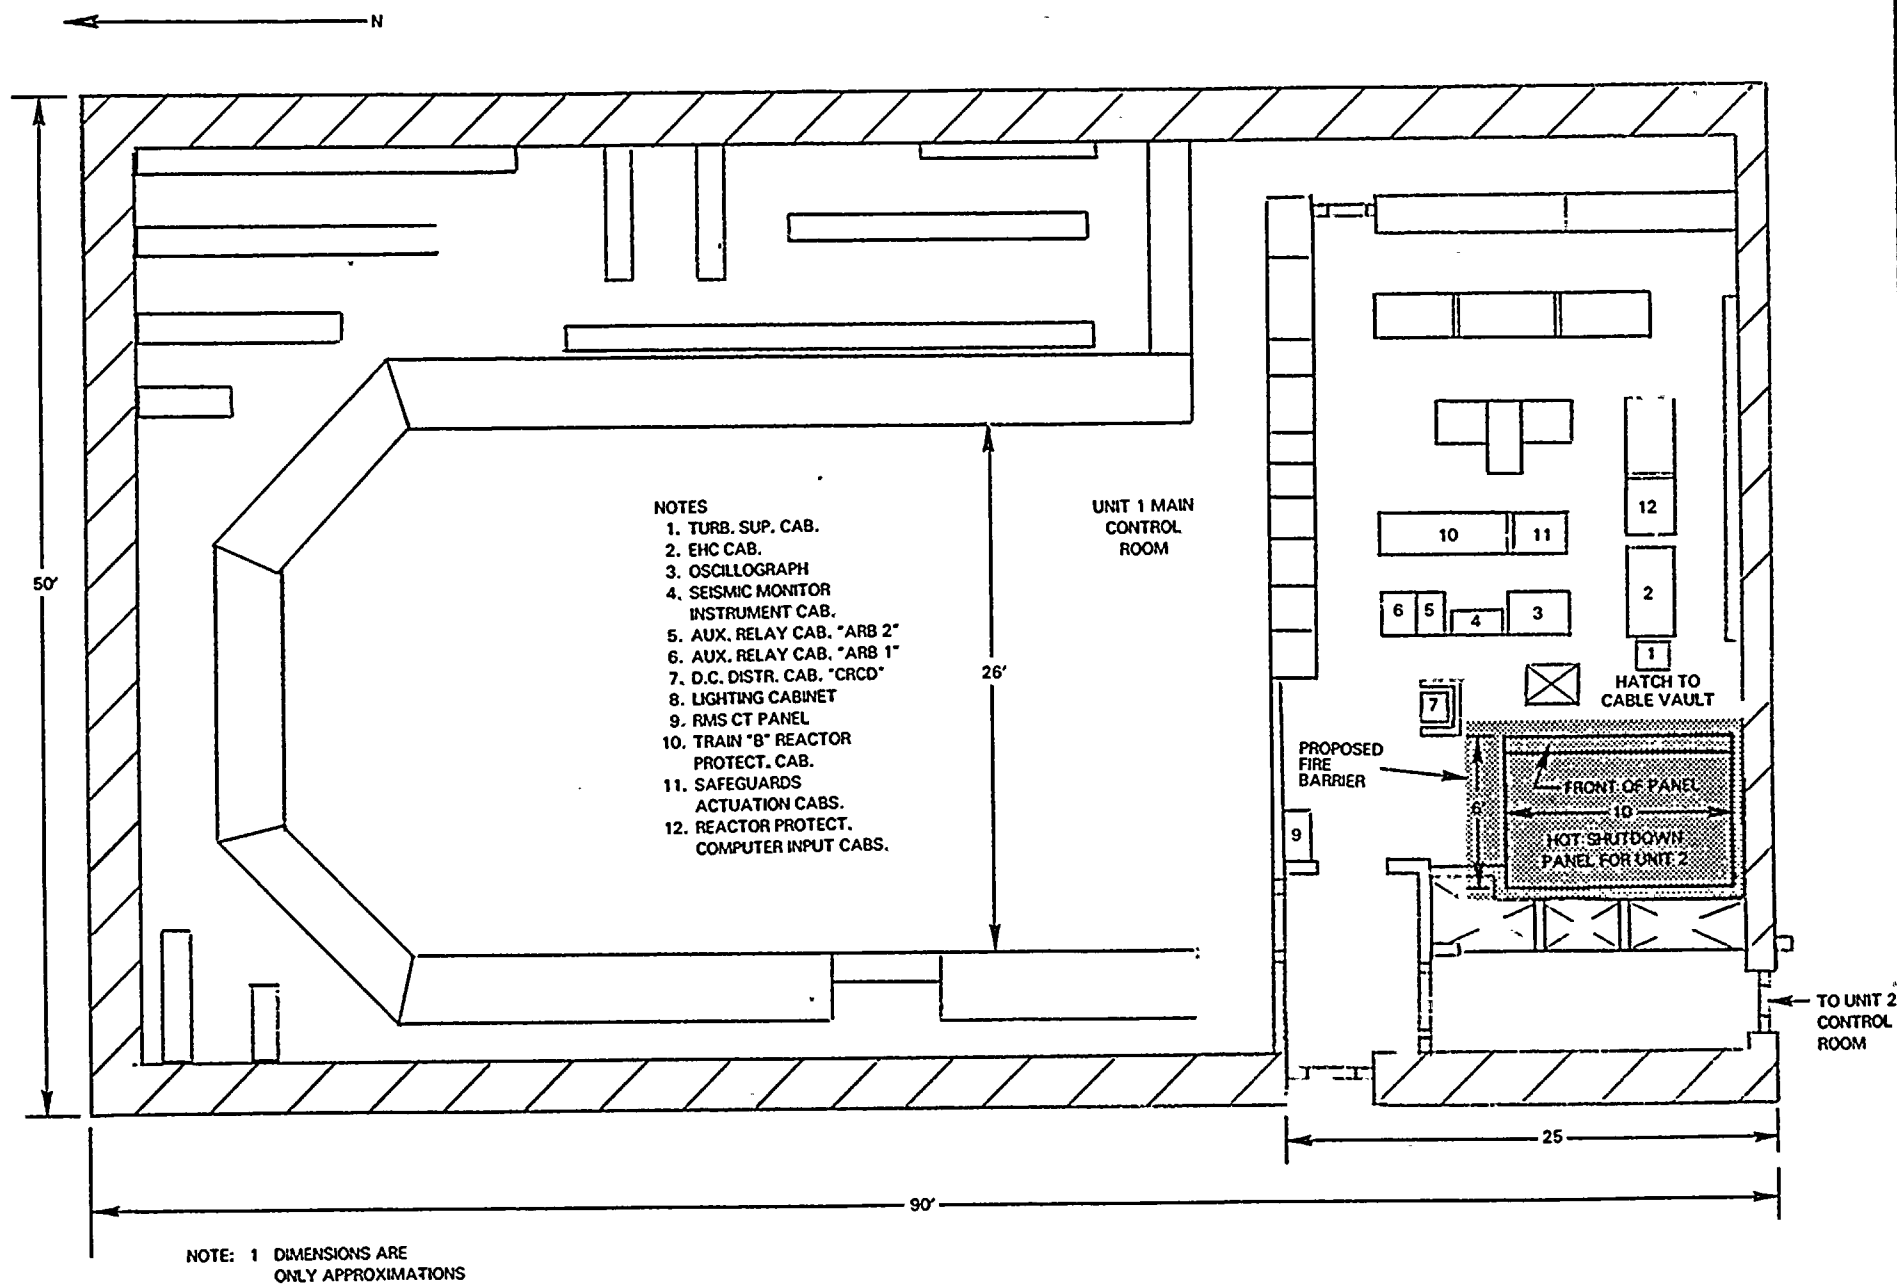 N
50'
NOTES
1. TURB. SUP. CAB.
2. EHC CAB.
3. OSCILLOGRAPH
4. SEISMIC MONITOR
INSTRUMENT CAB.
5. AUX. RELAY CAB. "ARB 2"
6. AUX. RELAY CAB. "ARB 1"
7. D.C. DISTR. CAB. "CRCD"
8. LIGHTING CABINET
9. RMS CT PANEL
10. TRAIN "B" REACTOR
PROTECT. CAB.
11. SAFEGUARDS
ACTUATION CABS.
12. REACTOR PROTECT.
COMPUTER INPUT CABS.
UNIT 1 MAIN
CONTROL
ROOM
26'
12
10
11
2
6
5
4
3
1
HATCH TO
CABLE VAULT
7
PROPOSED
FIRE
BARRIER
FRONT OF PANEL
6'
10
HOT SHUTDOWN
PANEL FOR UNIT 2
9
TO UNIT 2
CONTROL
ROOM
25
90'
NOTE: 1 DIMENSIONS ARE
ONLY APPROXIMATIONS